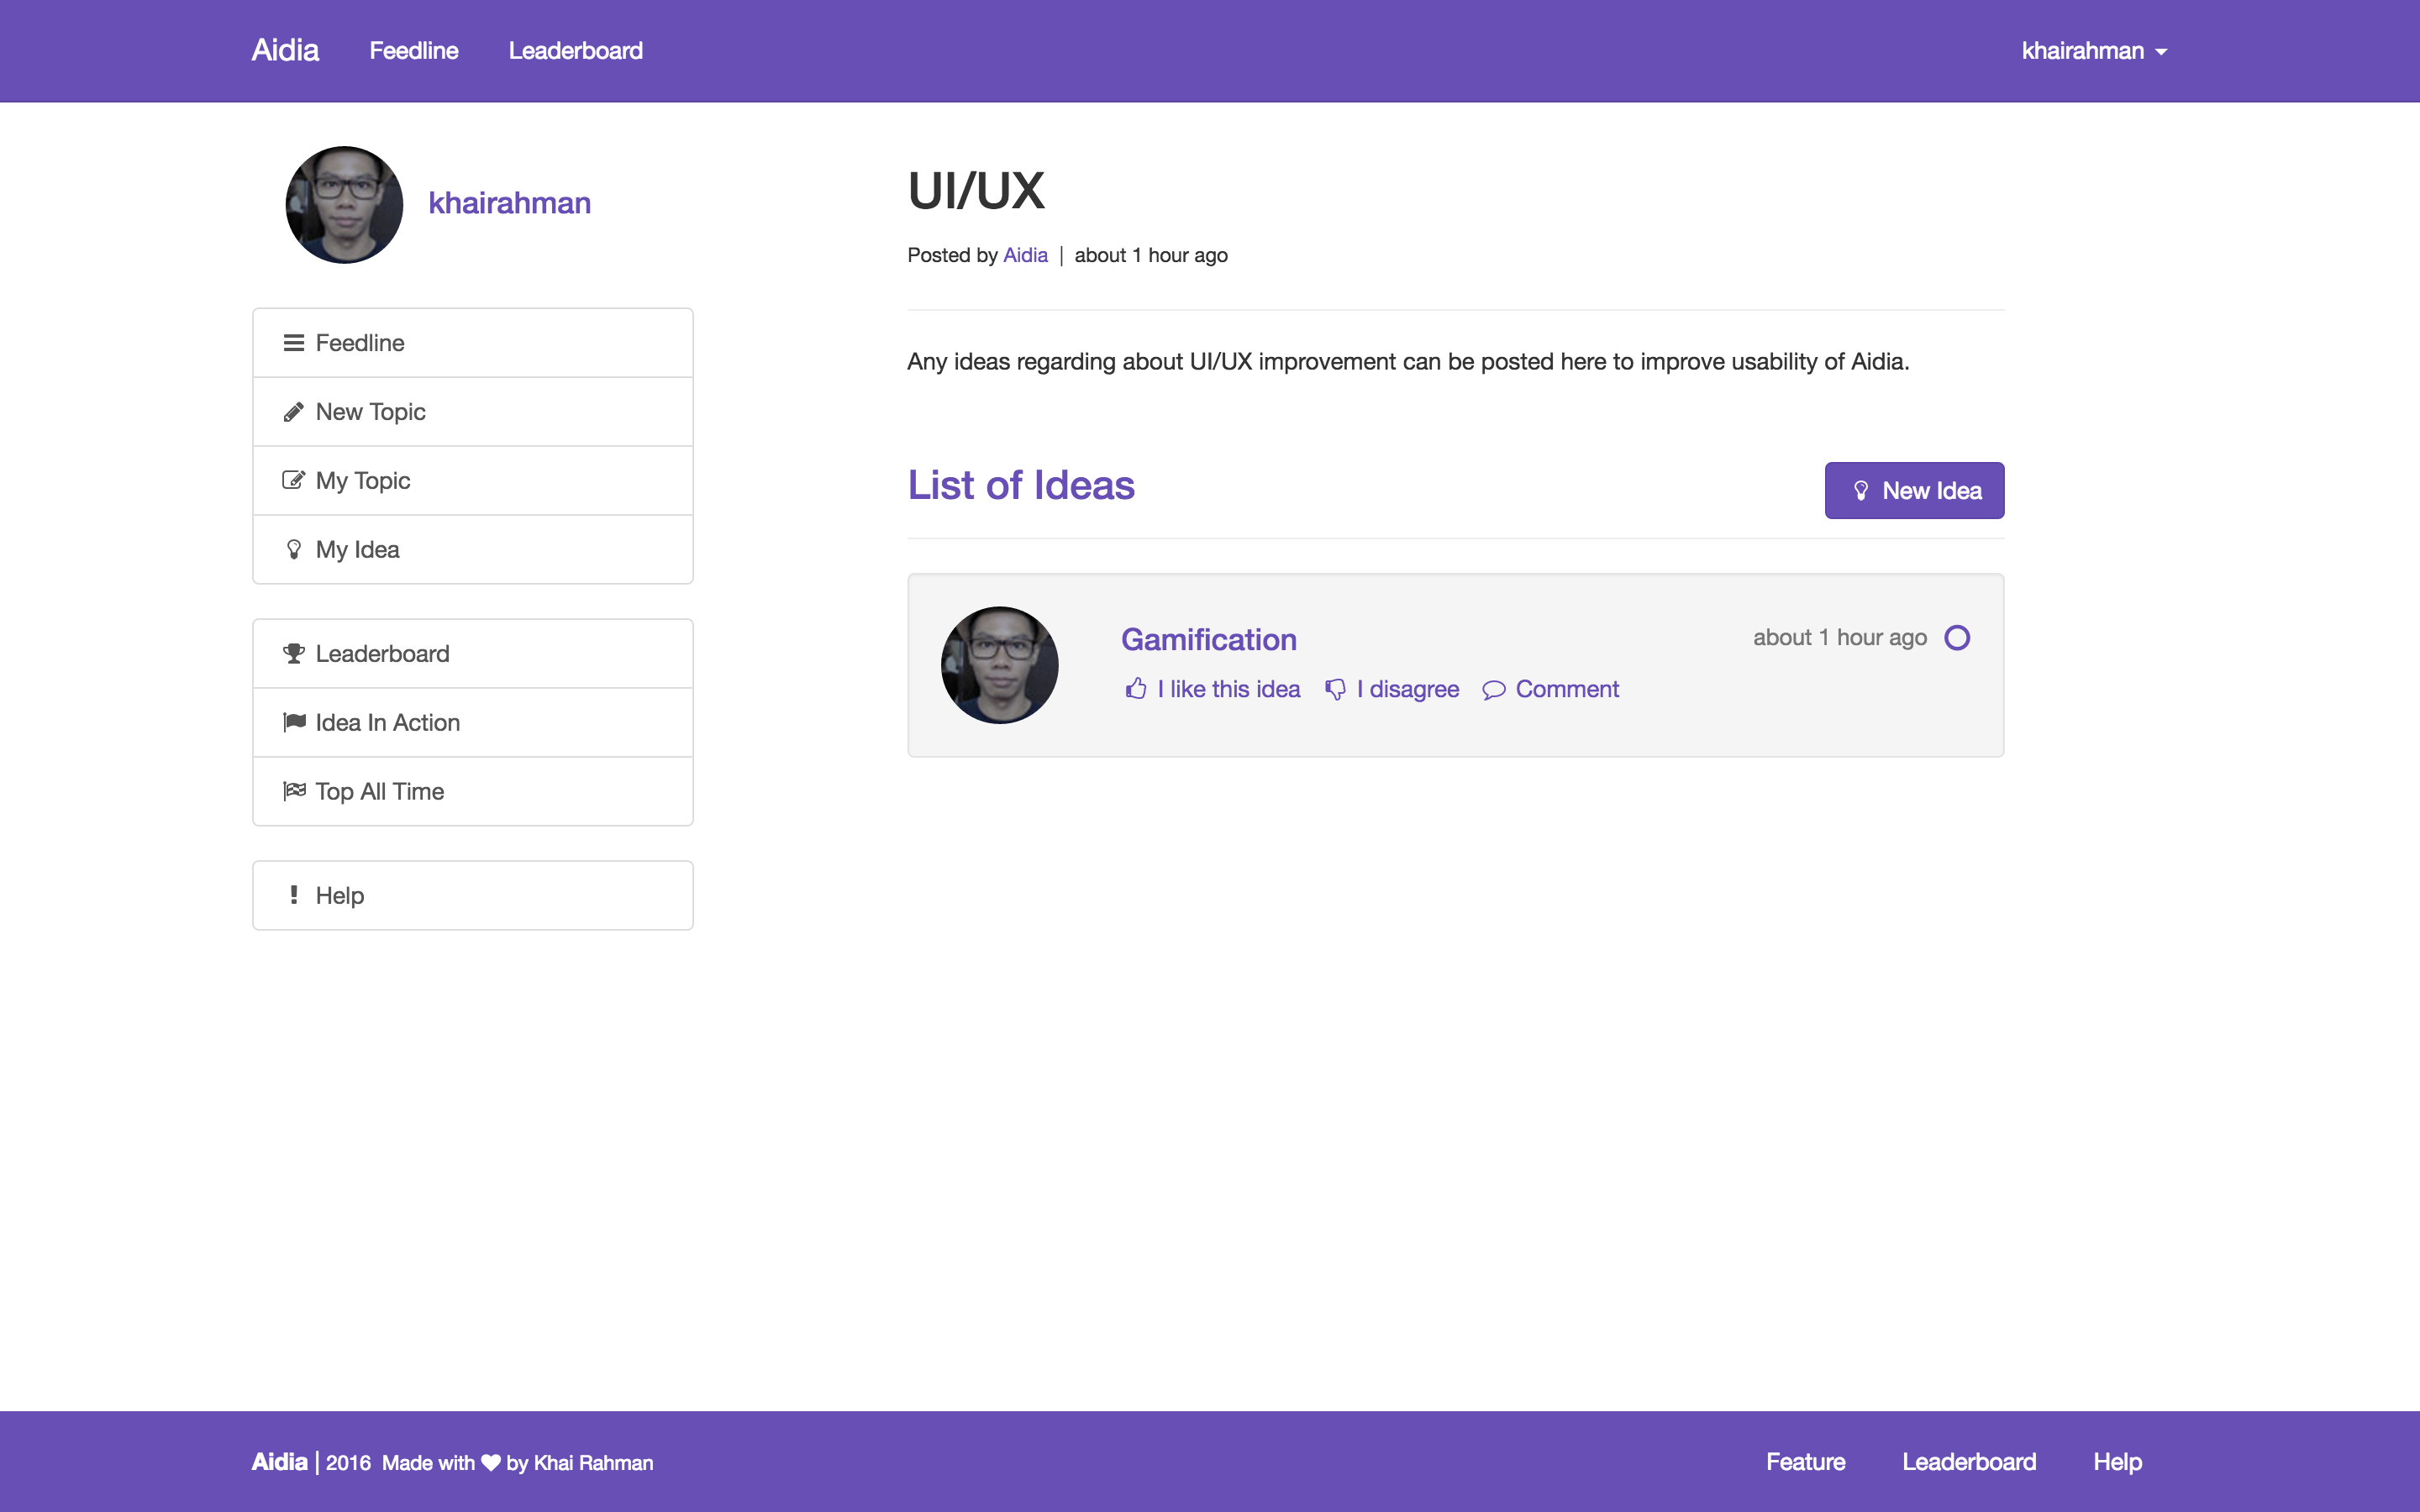 Aidia Feedline Leaderboard khairahman
khairahman
Feedline
New Topic
My Topic
My Idea
Leaderboard
Idea In Action
Top All Time
Help
UI/UX
Posted by Aidia | about 1 hour ago
Any ideas regarding about UI/UX improvement can be posted here to improve usability of Aidia.
List of Ideas
New Idea
Gamification about 1 hour ago
I like this idea I disagree Comment
Aidia | 2016 Made with ♥ by Khai Rahman
Feature Leaderboard Help